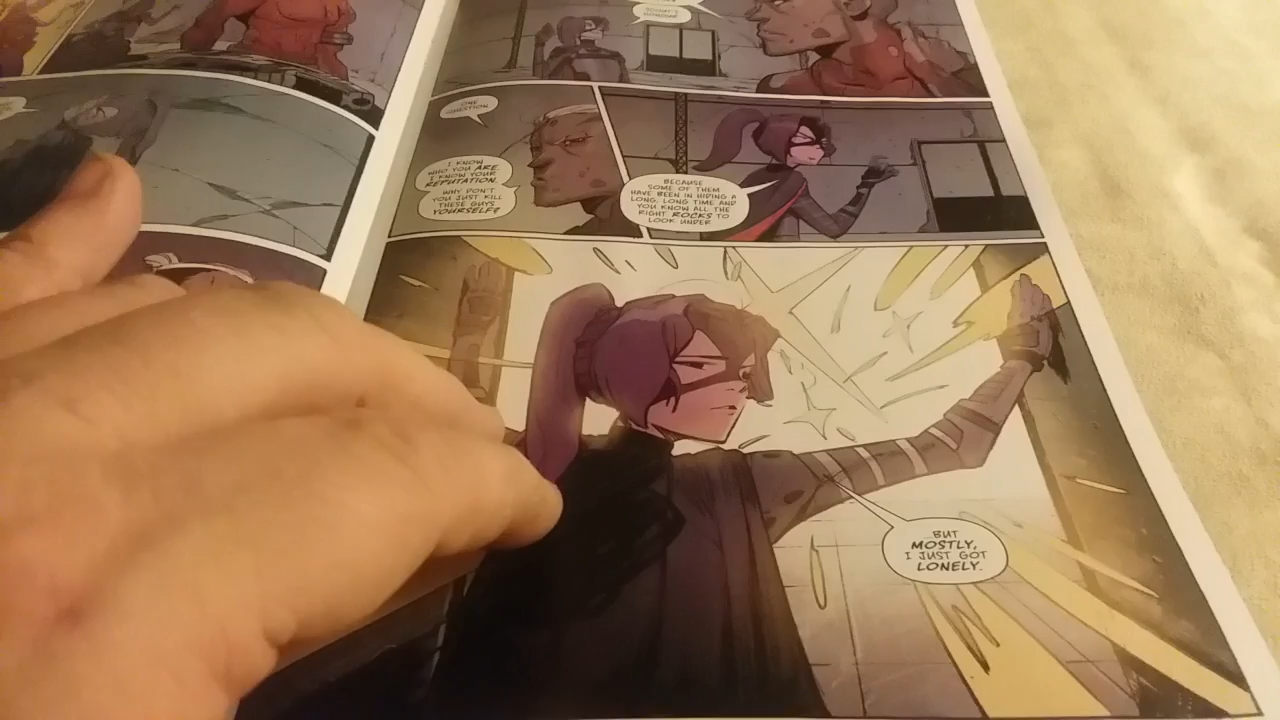 SOLDIER'S
ONE
QUESTION.
I KNOW
WHO YOU ARE.
I KNOW YOUR
REPUTATION.
WHY DON'T
YOU JUST KILL
THESE GUYS
YOURSELF?
BECAUSE
SOME OF THEM
HAVE BEEN IN HIDING A
LONG, LONG TIME AND
YOU KNOW ALL THE
RIGHT ROCKS TO
LOOK UNDER.
...BUT
MOSTLY,
I JUST GOT
LONELY.